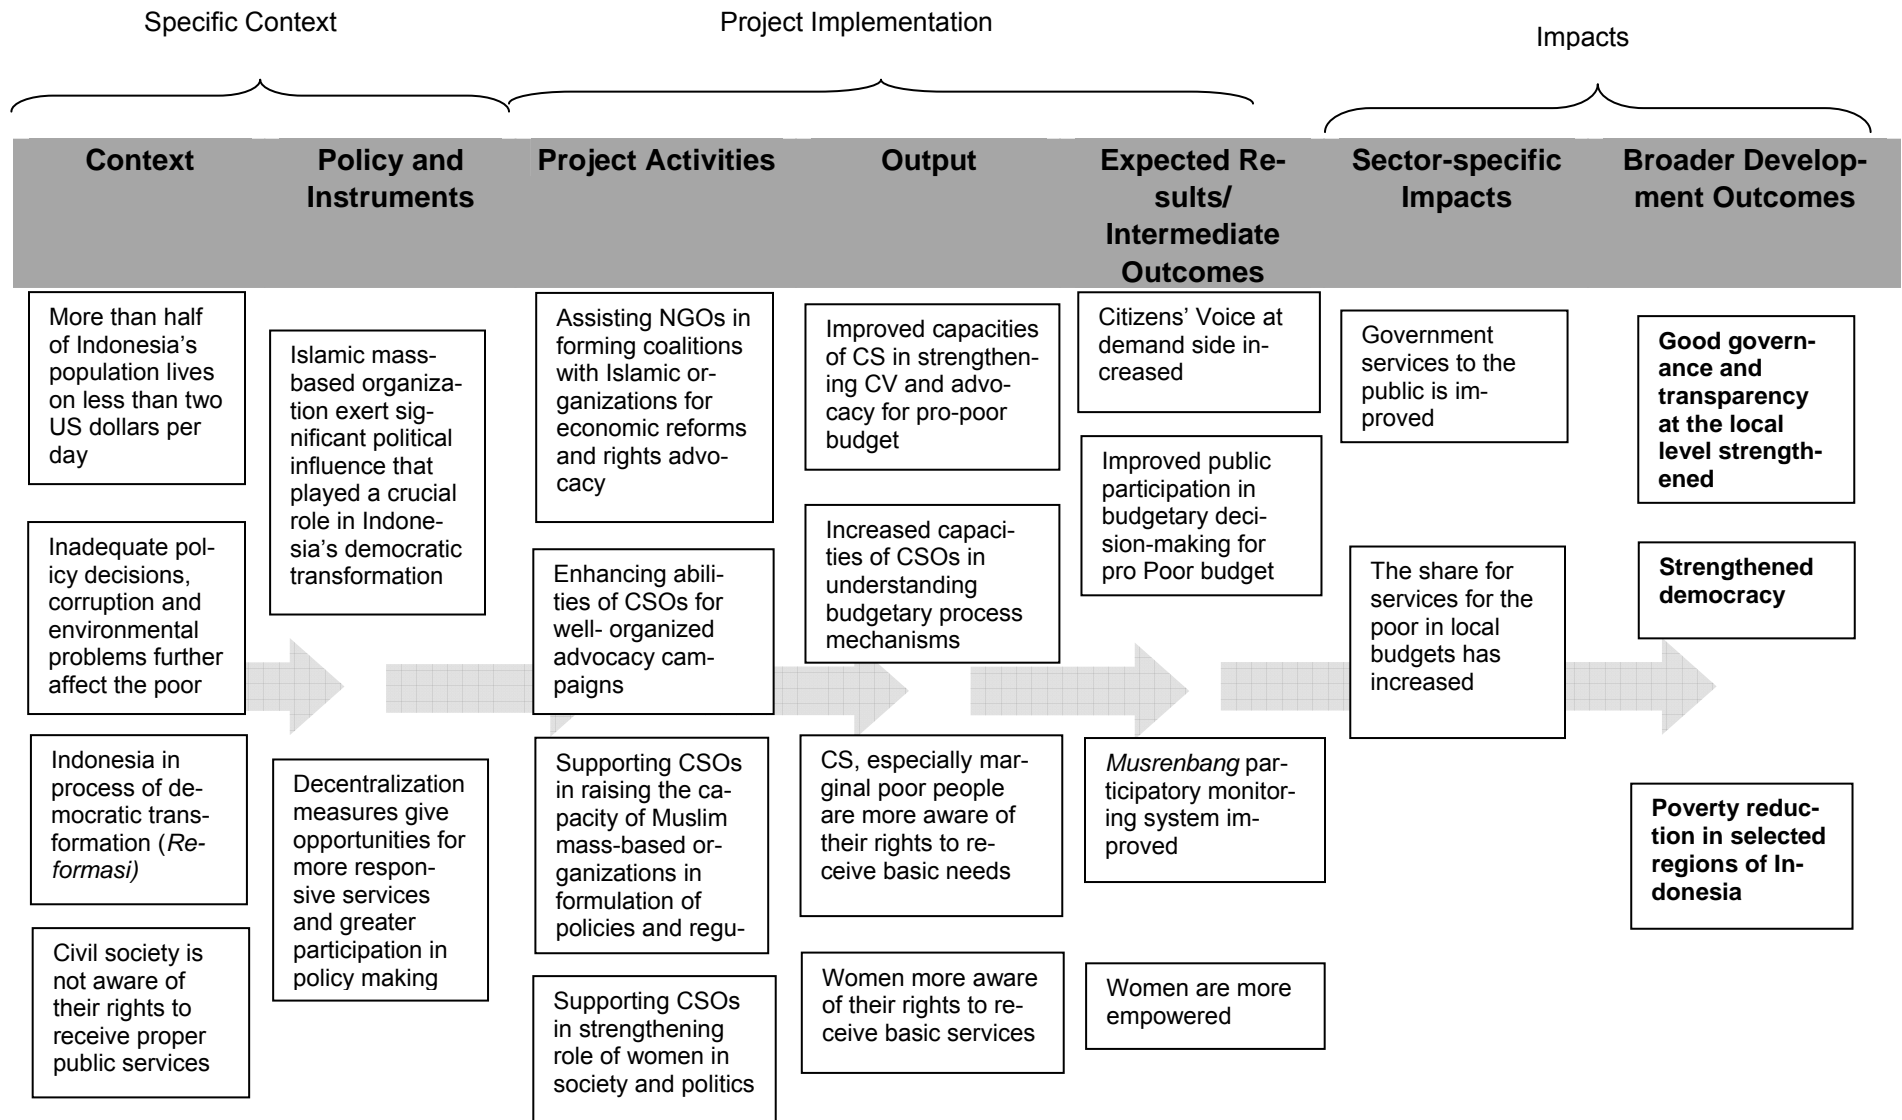 Specific Context
Project Implementation
Impacts
Context
Policy and
Instruments
Project Activities
Output
Expected Re-
sults/
Intermediate
Outcomes
Sector-specific
Impacts
Broader Develop-
ment Outcomes
More than half
of Indonesia’s
population lives
on less than two
US dollars per
day
Inadequate pol-
icy decisions,
corruption and
environmental
problems further
affect the poor
Indonesia in
process of de-
mocratic trans-
formation (Re-
formasi)
Civil society is
not aware of
their rights to
receive proper
public services
Islamic mass-
based organiza-
tion exert sig-
nificant political
influence that
played a crucial
role in Indone-
sia’s democratic
transformation
Decentralization
measures give
opportunities for
more respon-
sive services
and greater
participation in
policy making
Assisting NGOs in
forming coalitions
with Islamic or-
ganizations for
economic reforms
and rights advo-
cacy
Enhancing abili-
ties of CSOs for
well- organized
advocacy cam-
paigns
Supporting CSOs
in raising the ca-
pacity of Muslim
mass-based or-
ganizations in
formulation of
policies and regu-
Supporting CSOs
in strengthening
role of women in
society and politics
Improved capacities
of CS in strengthen-
ing CV and advo-
cacy for pro-poor
budget
Increased capaci-
ties of CSOs in
understanding
budgetary process
mechanisms
CS, especially mar-
ginal poor people
are more aware of
their rights to re-
ceive basic needs
Women more aware
of their rights to re-
ceive basic services
Citizens’ Voice at
demand side in-
creased
Improved public
participation in
budgetary deci-
sion-making for
pro Poor budget
Musrenbang par-
ticipatory monitor-
ing system im-
proved
Women are more
empowered
Government
services to the
public is im-
proved
The share for
services for the
poor in local
budgets has
increased
Good govern-
ance and
transparency
at the local
level strength-
ened
Strengthened
democracy
Poverty reduc-
tion in selected
regions of In-
donesia